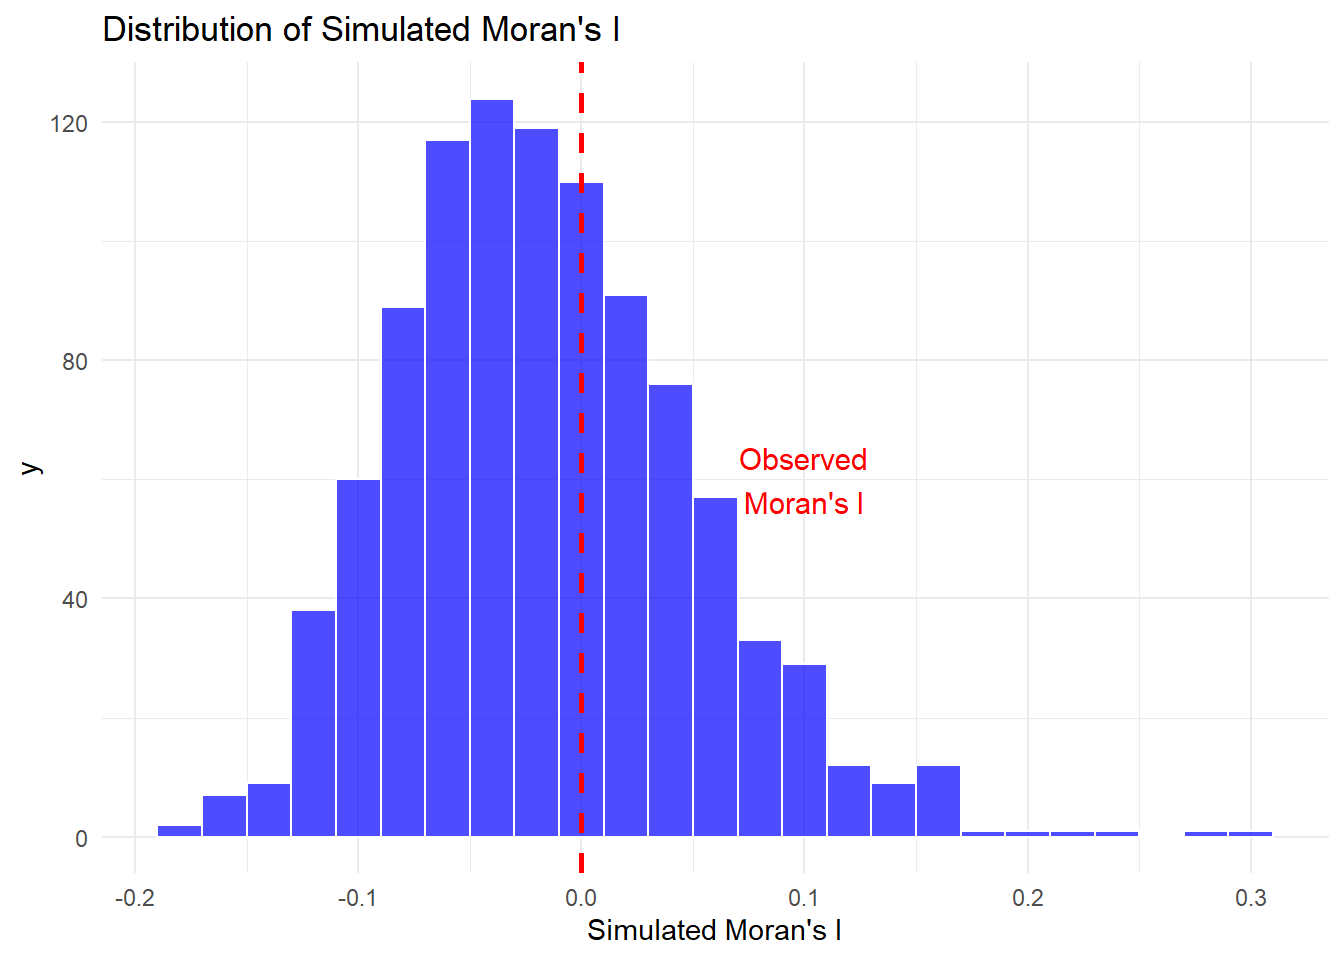 Distribution of Simulated Moran's I
120
80
40
0
y
Observed
Moran's I
-0.2
-0.1
0.0
0.1
0.2
0.3
Simulated Moran's I